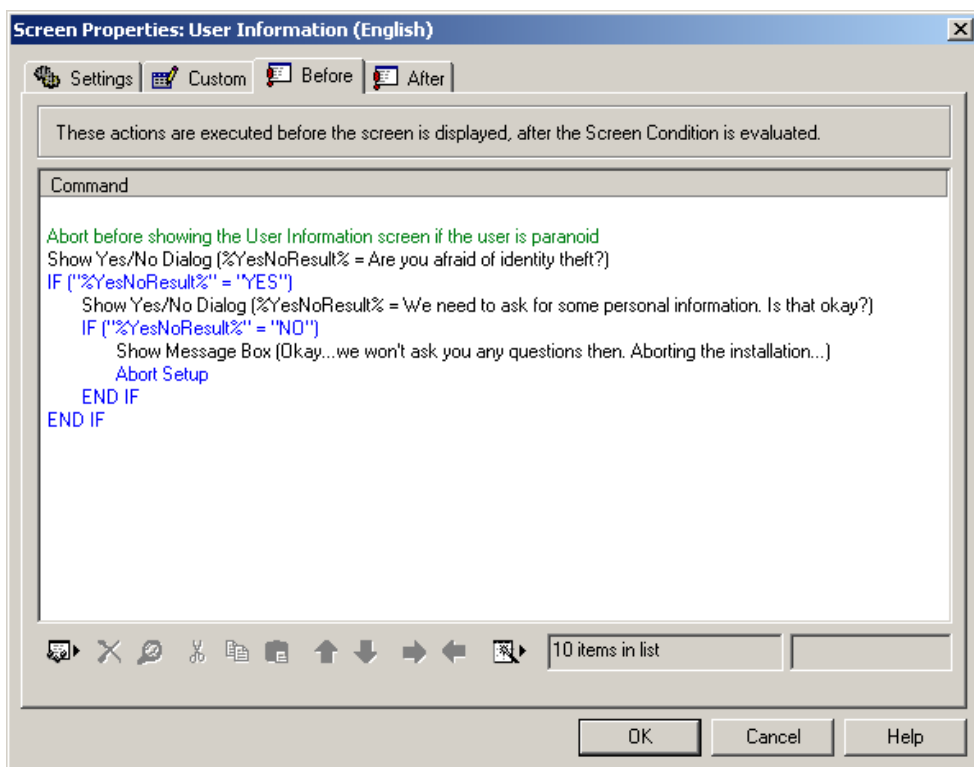 Screen Properties: User Information (English)
Settings
Custom
Before
After
These actions are executed before the screen is displayed, after the Screen Condition is evaluated.
Command
Abort before showing the User Information screen if the user is paranoid
Show Yes/No Dialog (%YesNoResult% = Are you afraid of identity theft?)
IF ("%YesNoResult%" = "YES")
Show Yes/No Dialog (%YesNoResult% = We need to ask for some personal information. Is that okay?)
IF ("%YesNoResult%" = "NO")
Show Message Box (Okay...we won't ask you any questions then. Aborting the installation...)
Abort Setup
END IF
END IF
10 items in list
OK
Cancel
Help